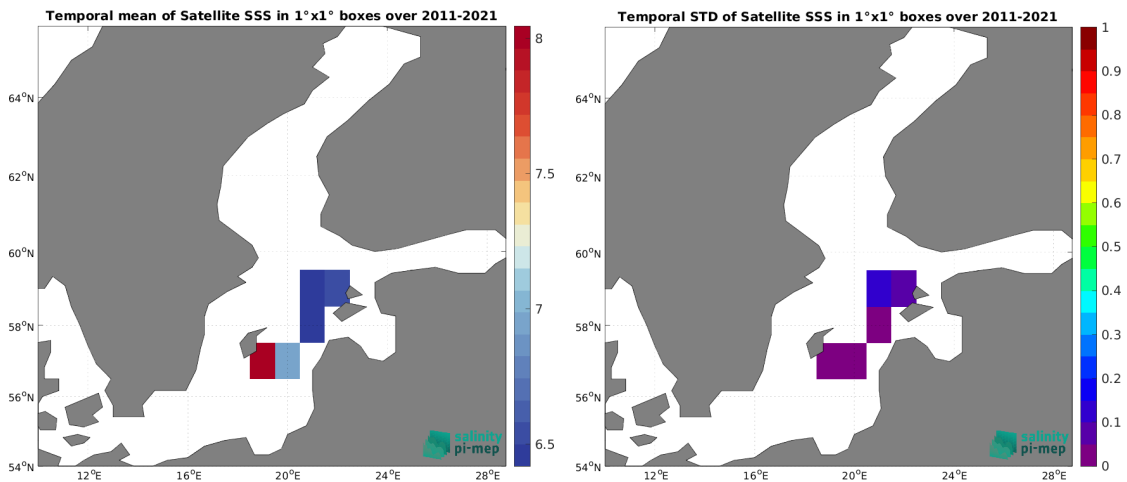 Temporal mean of Satellite SSS in 1°x1° boxes over 2011-2021
64°N
62°N
60°N
58°N
56°N
54°N
12°E
16°E
20°E
24°E
28°E
8
7.5
7
6.5
salinity
pi-mep
Temporal STD of Satellite SSS in 1°x1° boxes over 2011-2021
64°N
62°N
60°N
58°N
56°N
54°N
12°E
16°E
20°E
24°E
28°E
1
0.9
0.8
0.7
0.6
0.5
0.4
0.3
0.2
0.1
0
salinity
pi-mep